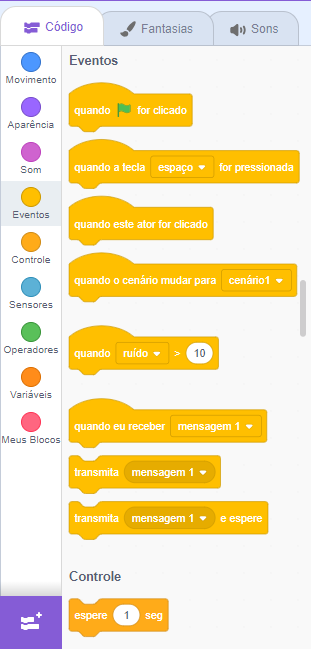 Código
Fantasias
Sons
Movimento
Aparência
Som
Eventos
Controle
Sensores
Operadores
Variáveis
Meus Blocos
Eventos
quando for clicado
quando a tecla espaço for pressionada
quando este ator for clicado
quando o cenário mudar para cenário1
quando ruído > 10
quando eu receber mensagem 1
transmita mensagem 1
transmita mensagem 1 e espere
Controle
espere 1 seg